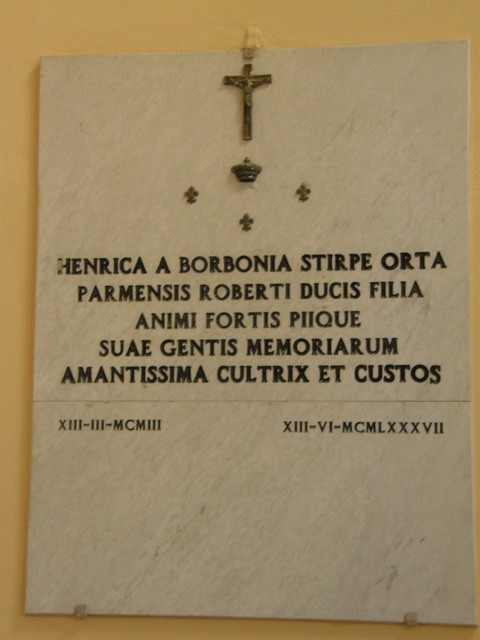 HENRICA A BORBONIA STIRPE ORTA
PARMENSIS ROBERTI DUCIS FILIA
ANIMI FORTIS PIIQUE
SUAE GENTIS MEMORIARUM
AMANTISSIMA CULTRIX ET CUSTOS
XIII-III-MCMIII XIII-VI-MCMLXXXVII